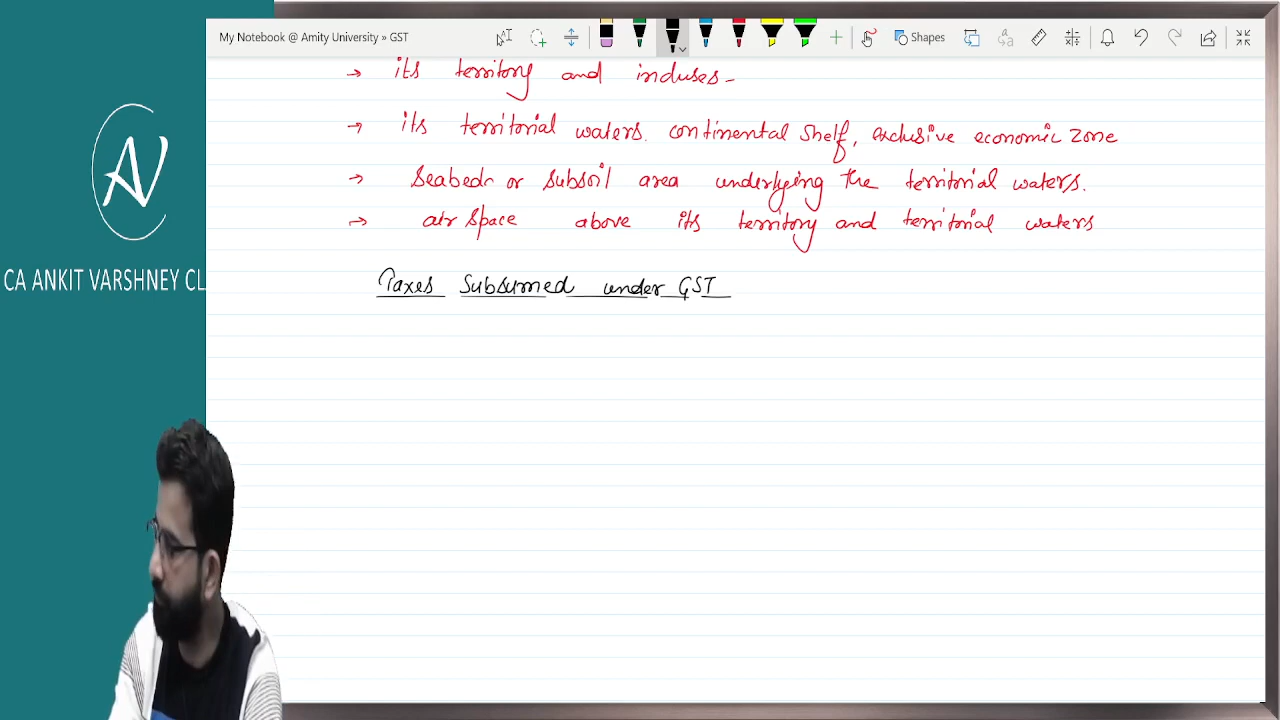 My Notebook @ Amity University » GST
Shapes
→ its territory and incluses -
→ its territorial waters. continental shelf, exclusive economic zone
→ Seabed or subsoil area underlying the territorial waters.
→ air space above its territory and territorial waters
Taxes Subsumed under GST
AV
CA ANKIT VARSHNEY CL